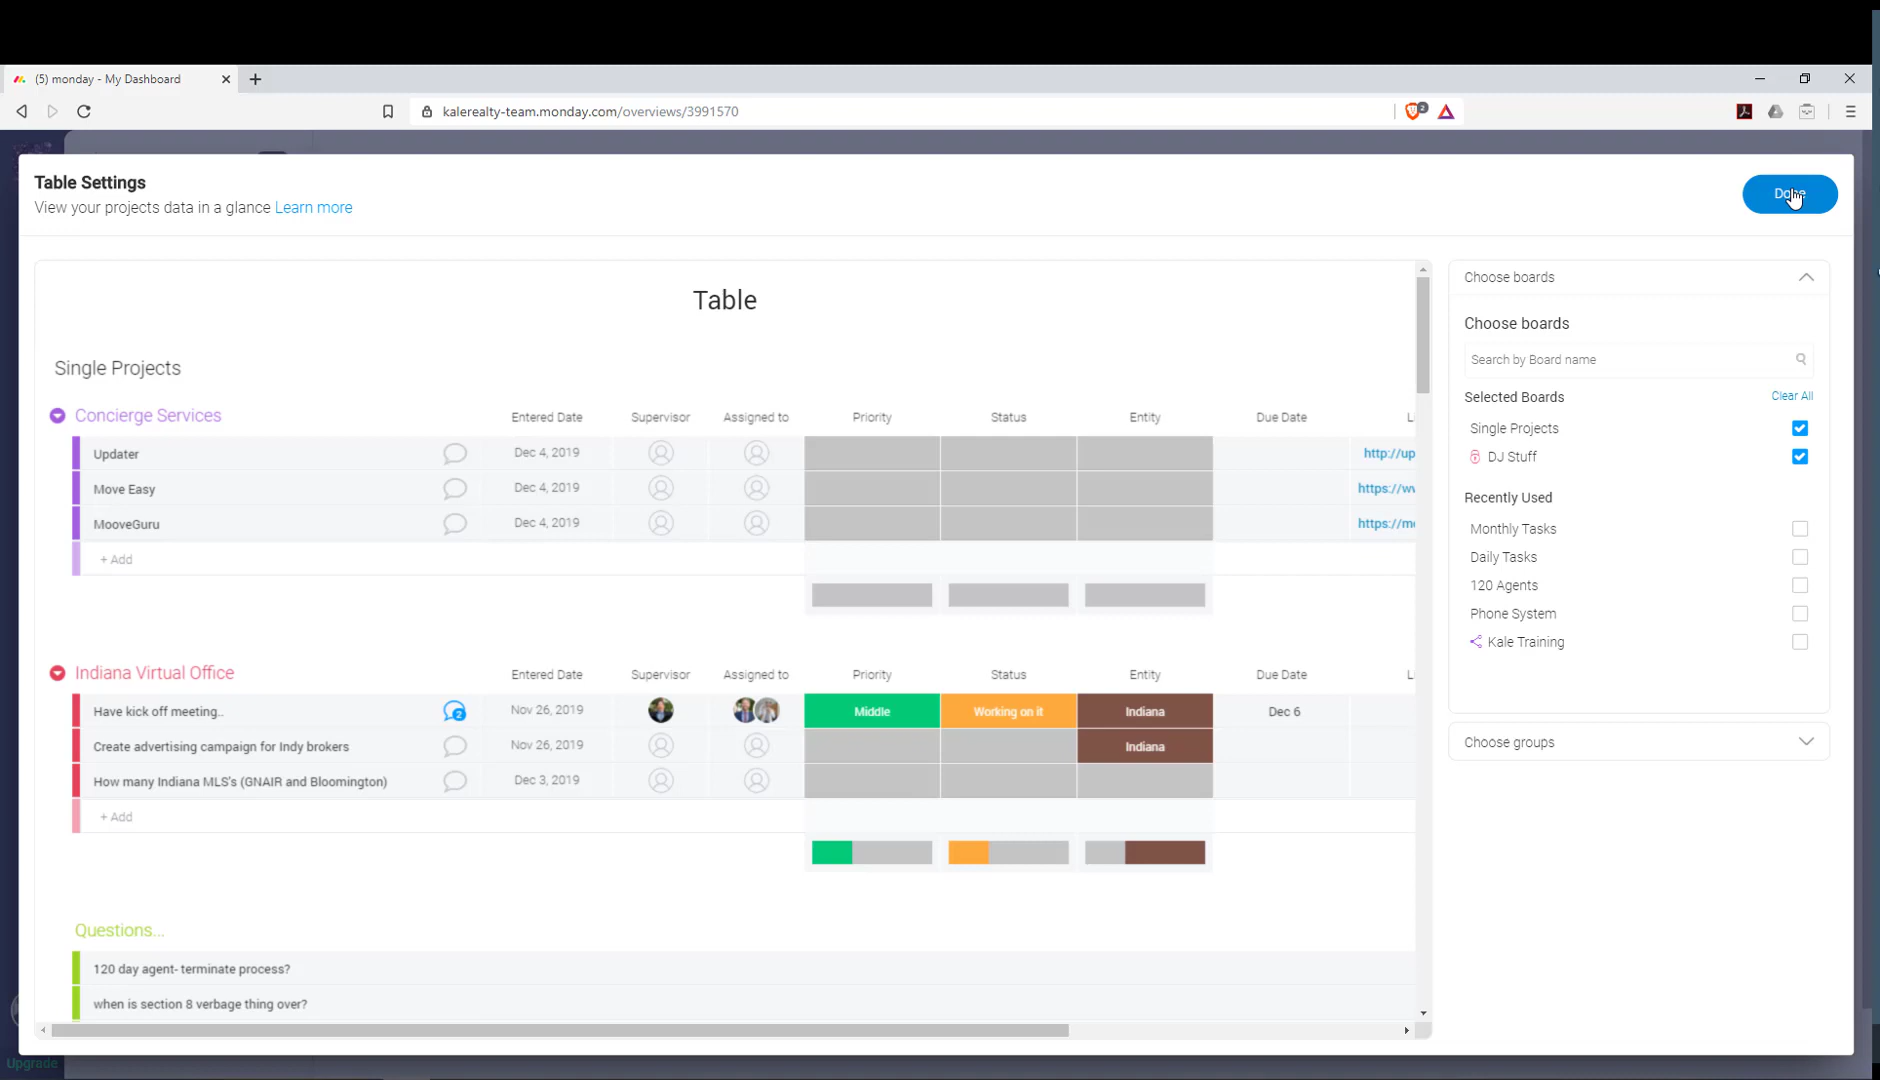 (5) monday - My Dashboard
kalerealty-team.monday.com/overviews/3991570
2
Table Settings
View your projects data in a glance Learn more
Table
Single Projects
Concierge Services Entered Date Supervisor Assigned to Priority Status Entity Due Date
Updater Dec 4, 2019 http://up
Move Easy Dec 4, 2019 https://ww
MooveGuru Dec 4, 2019 https://mo
+ Add
Indiana Virtual Office Entered Date Supervisor Assigned to Priority Status Entity Due Date
Have kick off meeting.. 2 Nov 26, 2019 Middle Working on it Indiana Dec 6
Create advertising campaign for Indy brokers Nov 26, 2019 Indiana
How many Indiana MLS's (GNAIR and Bloomington) Dec 3, 2019
+ Add
Questions...
120 day agent- terminate process?
when is section 8 verbage thing over?
Choose boards
Choose boards
Search by Board name
Selected Boards Clear All
Single Projects
DJ Stuff
Recently Used
Monthly Tasks
Daily Tasks
120 Agents
Phone System
Kale Training
Choose groups
Upgrade